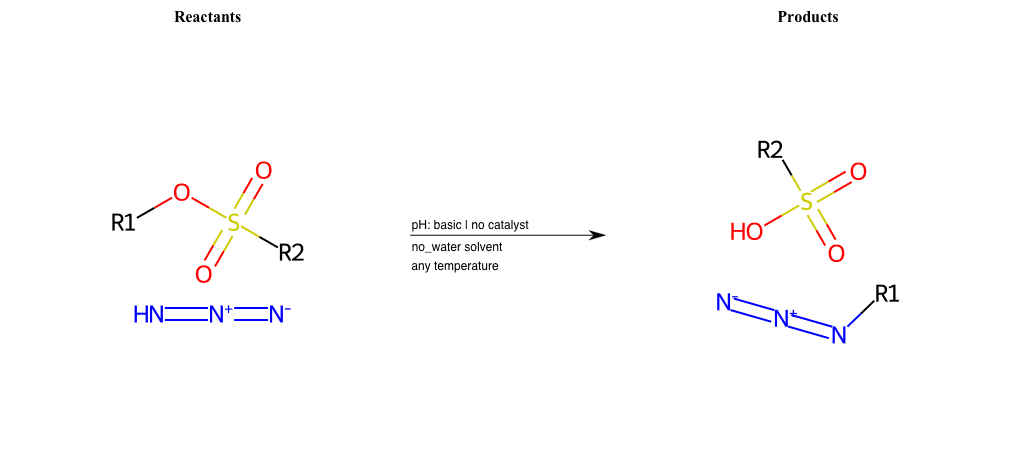 Reactants
Products
O
O
R1
S
R2
O
HN N+ N-
pH: basic | no catalyst
no_water solvent
any temperature
R2
O
S
HO
O
R1
N- N+ N